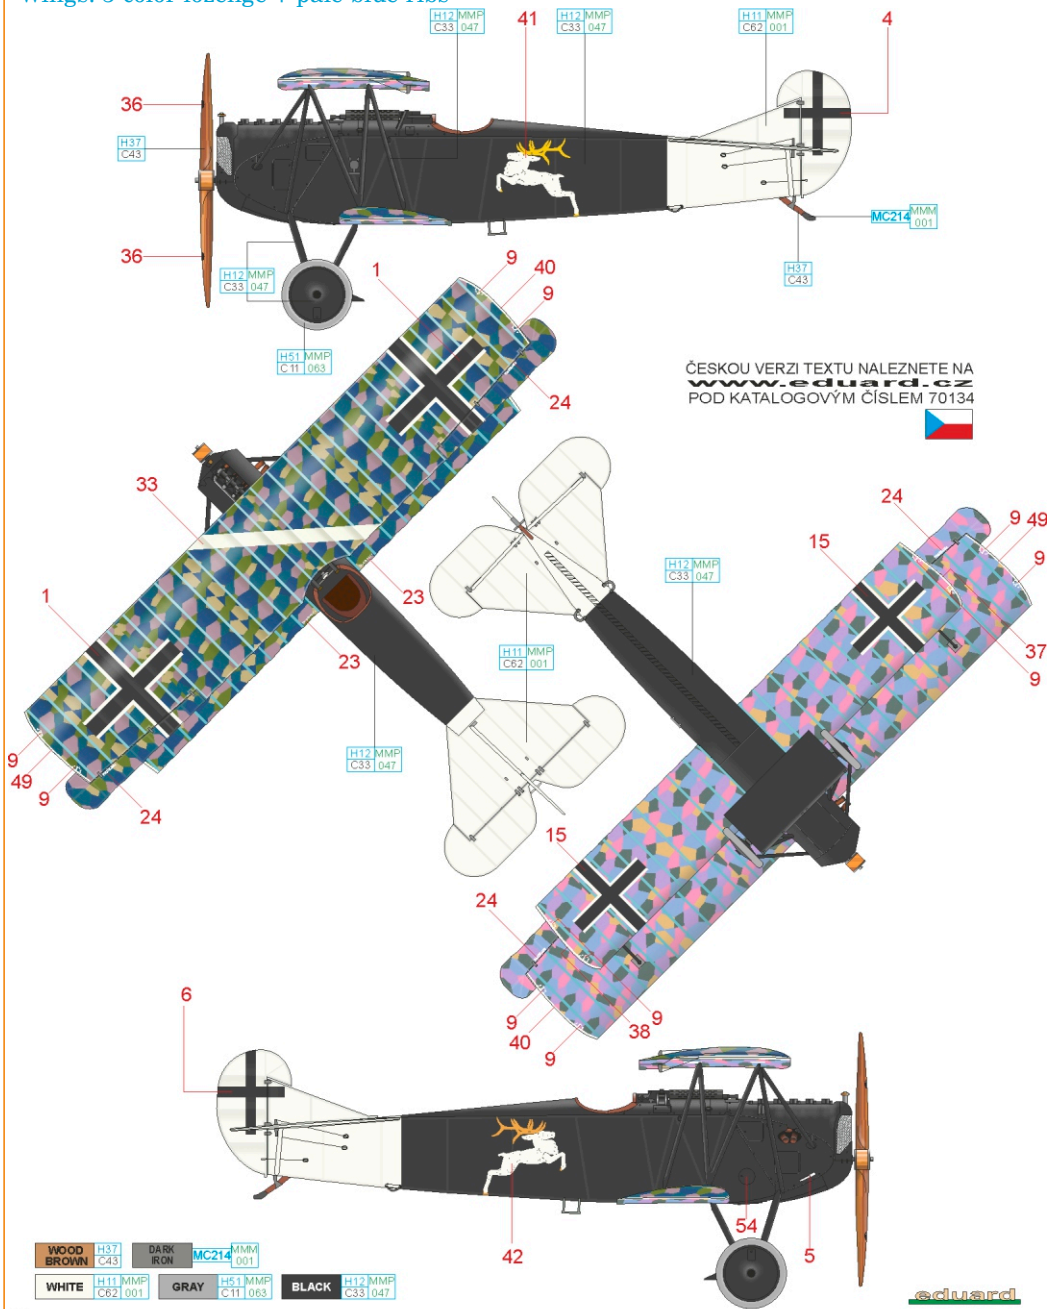 Wings: 5 color lozenge + pale blue ribs
H12 MMP
C33 047
41
H12 MMP
C33 047
H11 MMP
C62 001
4
36
H37
C43
36
H12 MMP
C33 047
H51 MMP
C 11 063
MC214 MMM
001
H37
C43
1
9
40
9
24
ČESKOU VERZI TEXTU NALEZNETE NA
www.eduard.cz
POD KATALOGOVÝM ČÍSLEM 70134
33
1
23
23
9
49
9
24
H12 MMP
C33 047
H11 MMP
C62 001
H12 MMP
C33 047
24
15
9
49
9
37
9
15
24
9
40
9
38
9
6
42
54
5
WOOD BROWN H37
C43
DARK IRON MC214 MMM
001
WHITE H11 MMP
C62 001
GRAY H51 MMP
C 11 063
BLACK H12 MMP
C33 047
eduard